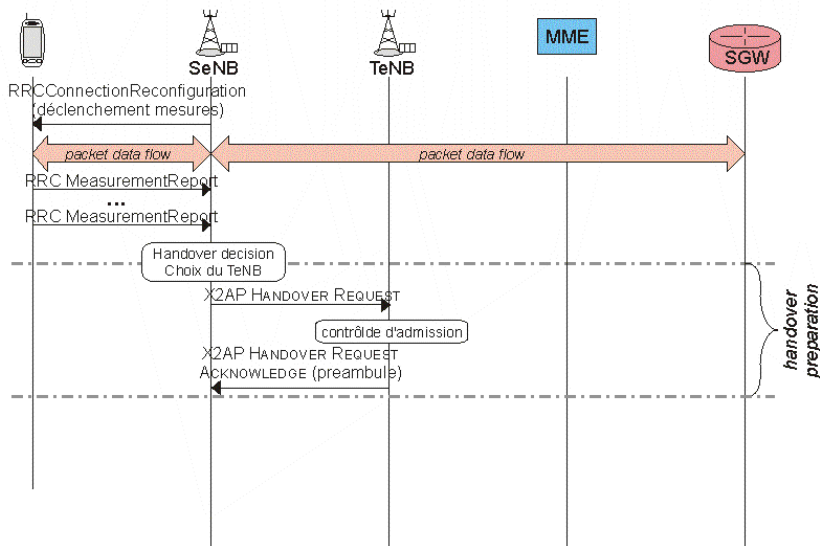 MME
SGW
SeNB
TeNB
RRCConnectionReconfiguration
(déclenchement mesures)
packet data flow
packet data flow
RRC MeasurementReport
...
RRC MeasurementReport
Handover decision
Choix du TeNB
X2AP HANDOVER REQUEST
contrôlde d'admission
X2AP HANDOVER REQUEST
ACKNOWLEDGE (preambule)
handover
preparation